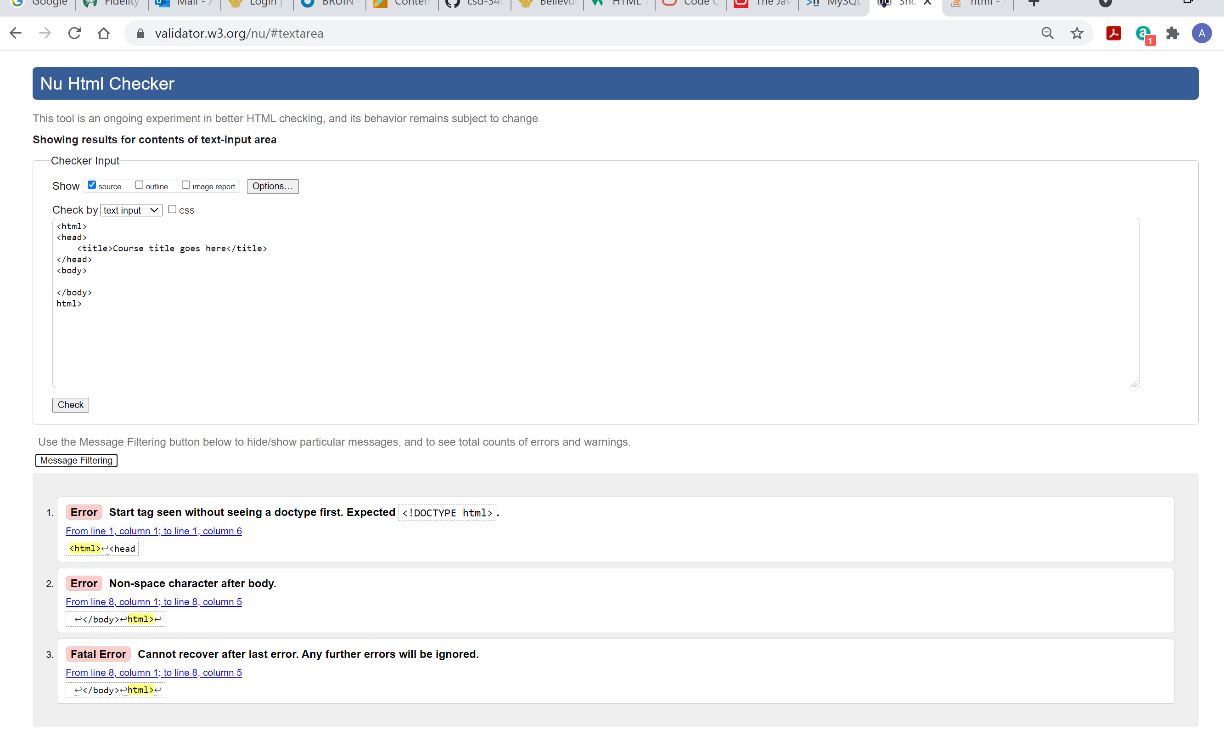 Google
Fidelity
Mail - A
Login |
BRUIN
Conten
csd-340
Bellevu
HTML
Code C
The Jav
MySQL
html -
validator.w3.org/nu/#textarea
1
A
Nu Html Checker
This tool is an ongoing experiment in better HTML checking, and its behavior remains subject to change
Showing results for contents of text-input area
Checker Input
Show source outline image report Options...
Check by text input css
<html>
<head>
    <title>Course title goes here</title>
</head>
<body>

</body>
html>
Check
Use the Message Filtering button below to hide/show particular messages, and to see total counts of errors and warnings.
Message Filtering
1. Error Start tag seen without seeing a doctype first. Expected <!DOCTYPE html>.
From line 1, column 1; to line 1, column 6
<html>↩<head
2. Error Non-space character after body.
From line 8, column 1; to line 8, column 5
↩</body>↩html>↩
3. Fatal Error Cannot recover after last error. Any further errors will be ignored.
From line 8, column 1; to line 8, column 5
↩</body>↩html>↩